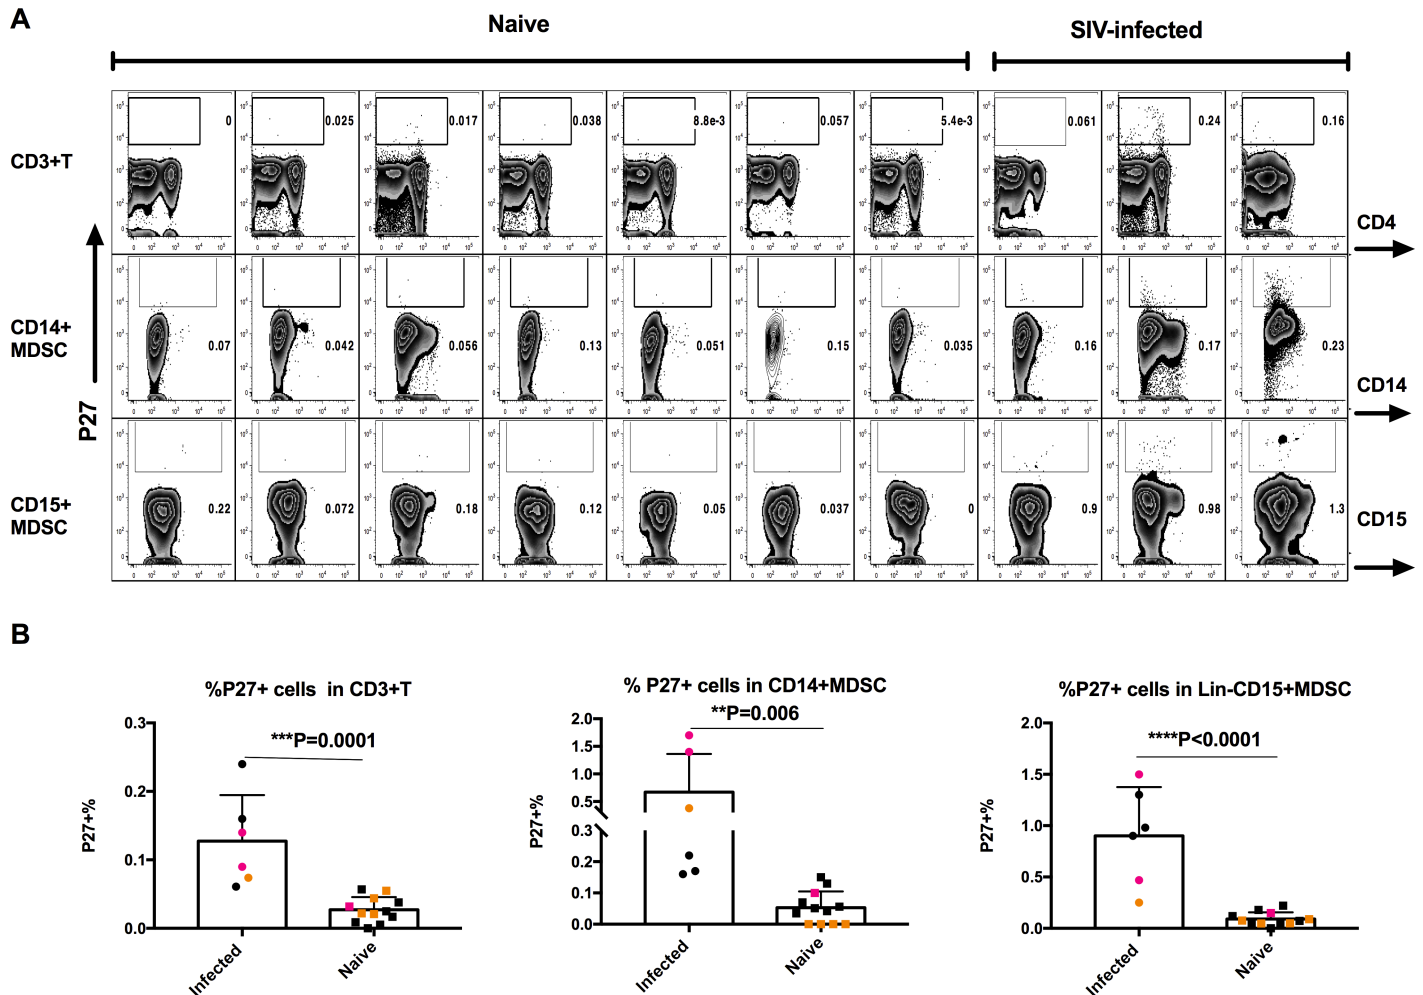 A
Naive
SIV-infected
CD3+T
0
0.025
0.017
0.038
8.8e-3
0.057
5.4e-3
0.061
0.24
0.16
CD4
CD14+
MDSC
0.07
0.042
0.056
0.13
0.051
0.15
0.035
0.16
0.17
0.23
CD14
P27
CD15+
MDSC
0.22
0.072
0.18
0.12
0.05
0.037
0
0.9
0.98
1.3
CD15
B
%P27+ cells in CD3+T
***P=0.0001
P27+%
0.3
0.2
0.1
0.0
Infected
Naive
% P27+ cells in CD14+MDSC
**P=0.006
P27+%
2.0
1.5
1.0
0.5
0.3
0.2
0.1
0.0
Infected
Naive
%P27+ cells in Lin-CD15+MDSC
****P<0.0001
P27+%
2.0
1.5
1.0
0.5
0.0
Infected
Naive